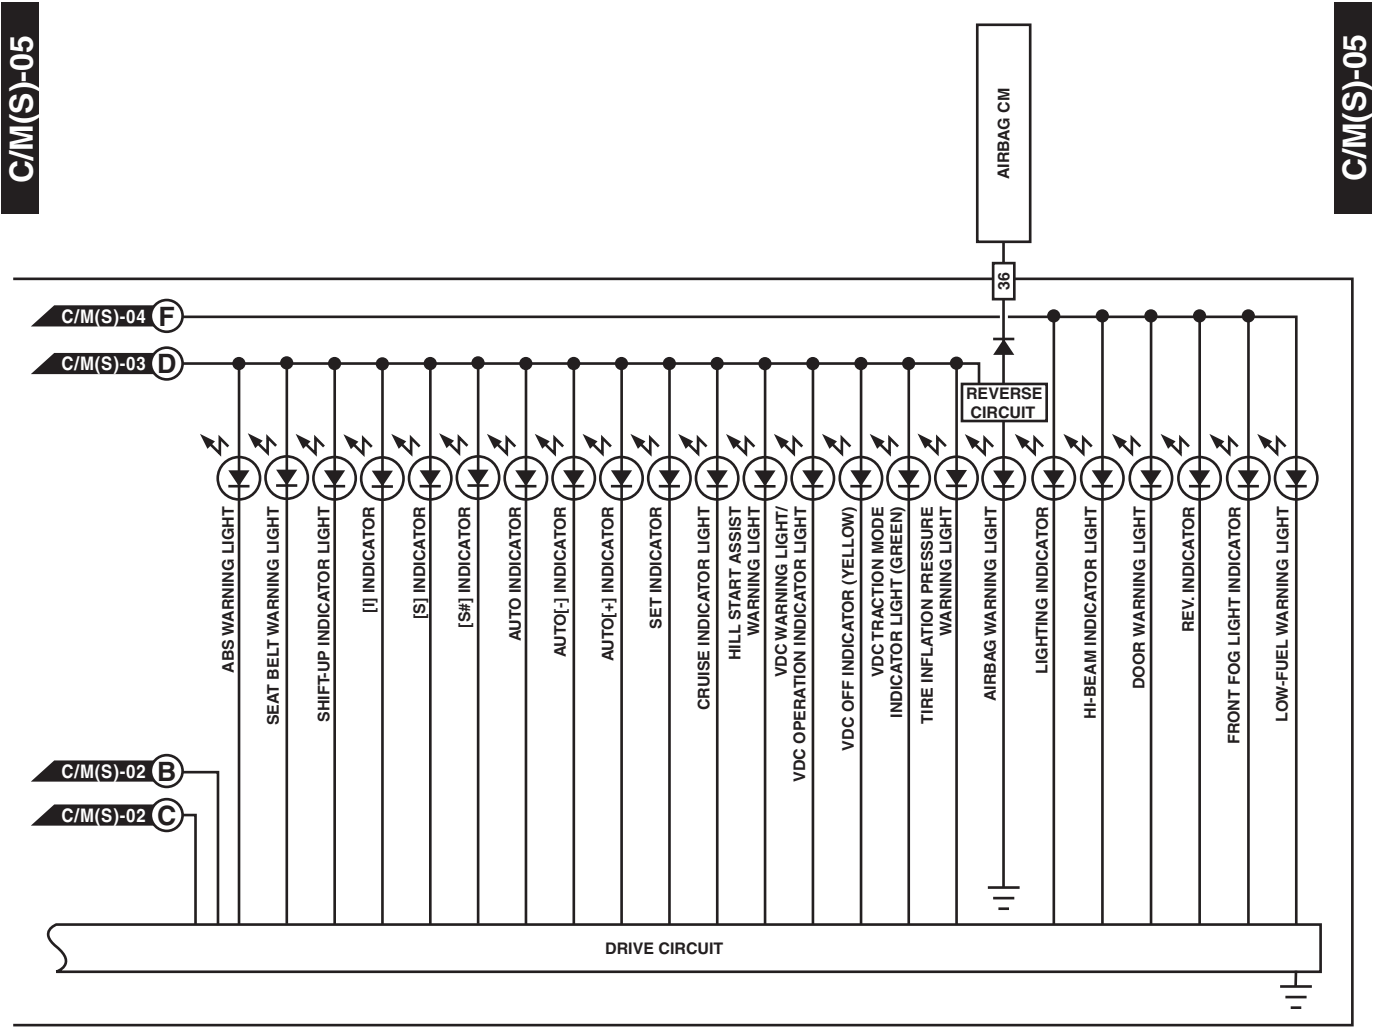 C/M(S)-05
C/M(S)-05
AIRBAG CM
36
C/M(S)-04 F
C/M(S)-03 D
REVERSE
CIRCUIT
ABS WARNING LIGHT
SEAT BELT WARNING LIGHT
SHIFT-UP INDICATOR LIGHT
[I] INDICATOR
[S] INDICATOR
[S#] INDICATOR
AUTO INDICATOR
AUTO[-] INDICATOR
AUTO[+] INDICATOR
SET INDICATOR
CRUISE INDICATOR LIGHT
HILL START ASSIST
WARNING LIGHT
VDC WARNING LIGHT/
VDC OPERATION INDICATOR LIGHT
VDC OFF INDICATOR (YELLOW)
VDC TRACTION MODE
INDICATOR LIGHT (GREEN)
TIRE INFLATION PRESSURE
WARNING LIGHT
AIRBAG WARNING LIGHT
LIGHTING INDICATOR
HI-BEAM INDICATOR LIGHT
DOOR WARNING LIGHT
REV. INDICATOR
FRONT FOG LIGHT INDICATOR
LOW-FUEL WARNING LIGHT
C/M(S)-02 B
C/M(S)-02 C
DRIVE CIRCUIT